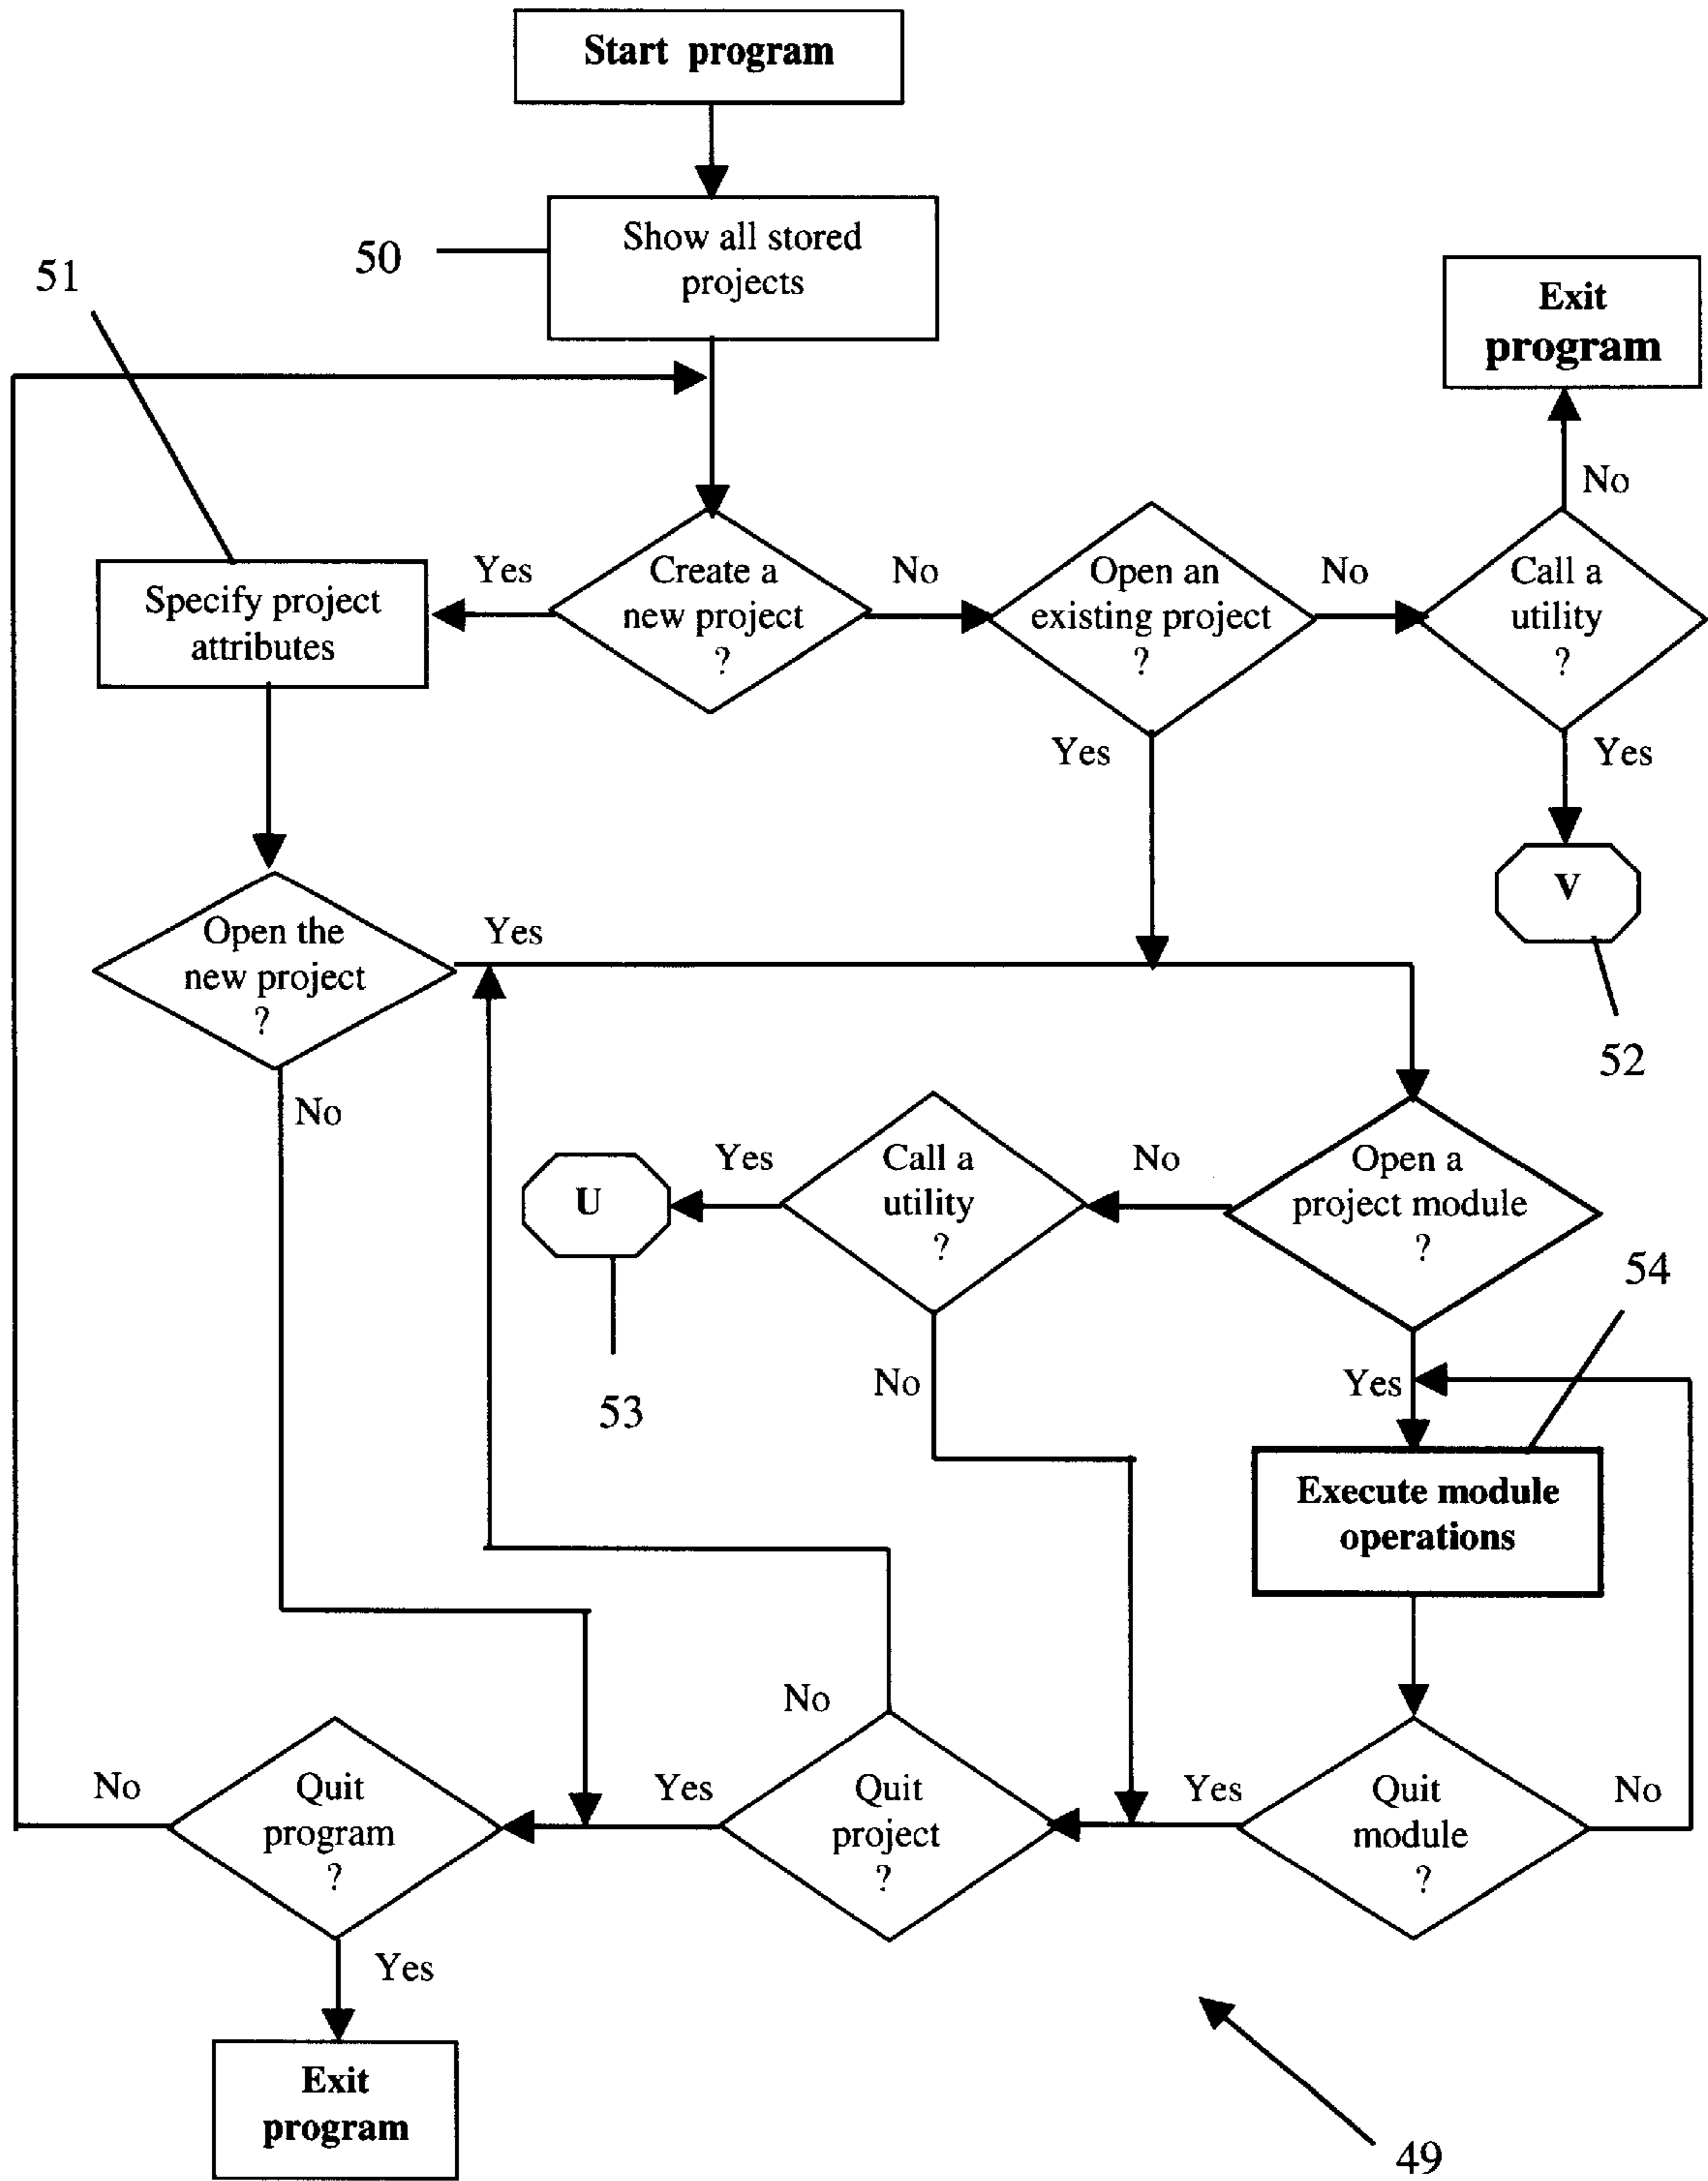 Start program
Show all stored
projects
50
51
Exit
program
No
Yes
Create a
new project
?
No
Open an
existing project
?
No
Call a
utility
?
Specify project
attributes
Yes
Yes
V
52
Open the
new project
?
Yes
No
U
Yes
Call a
utility
?
No
Open a
project module
?
53
No
Yes
54
Execute module
operations
No
No
Quit
program
?
Yes
Quit
project
?
Yes
Quit
module
?
No
Yes
Exit
program
49